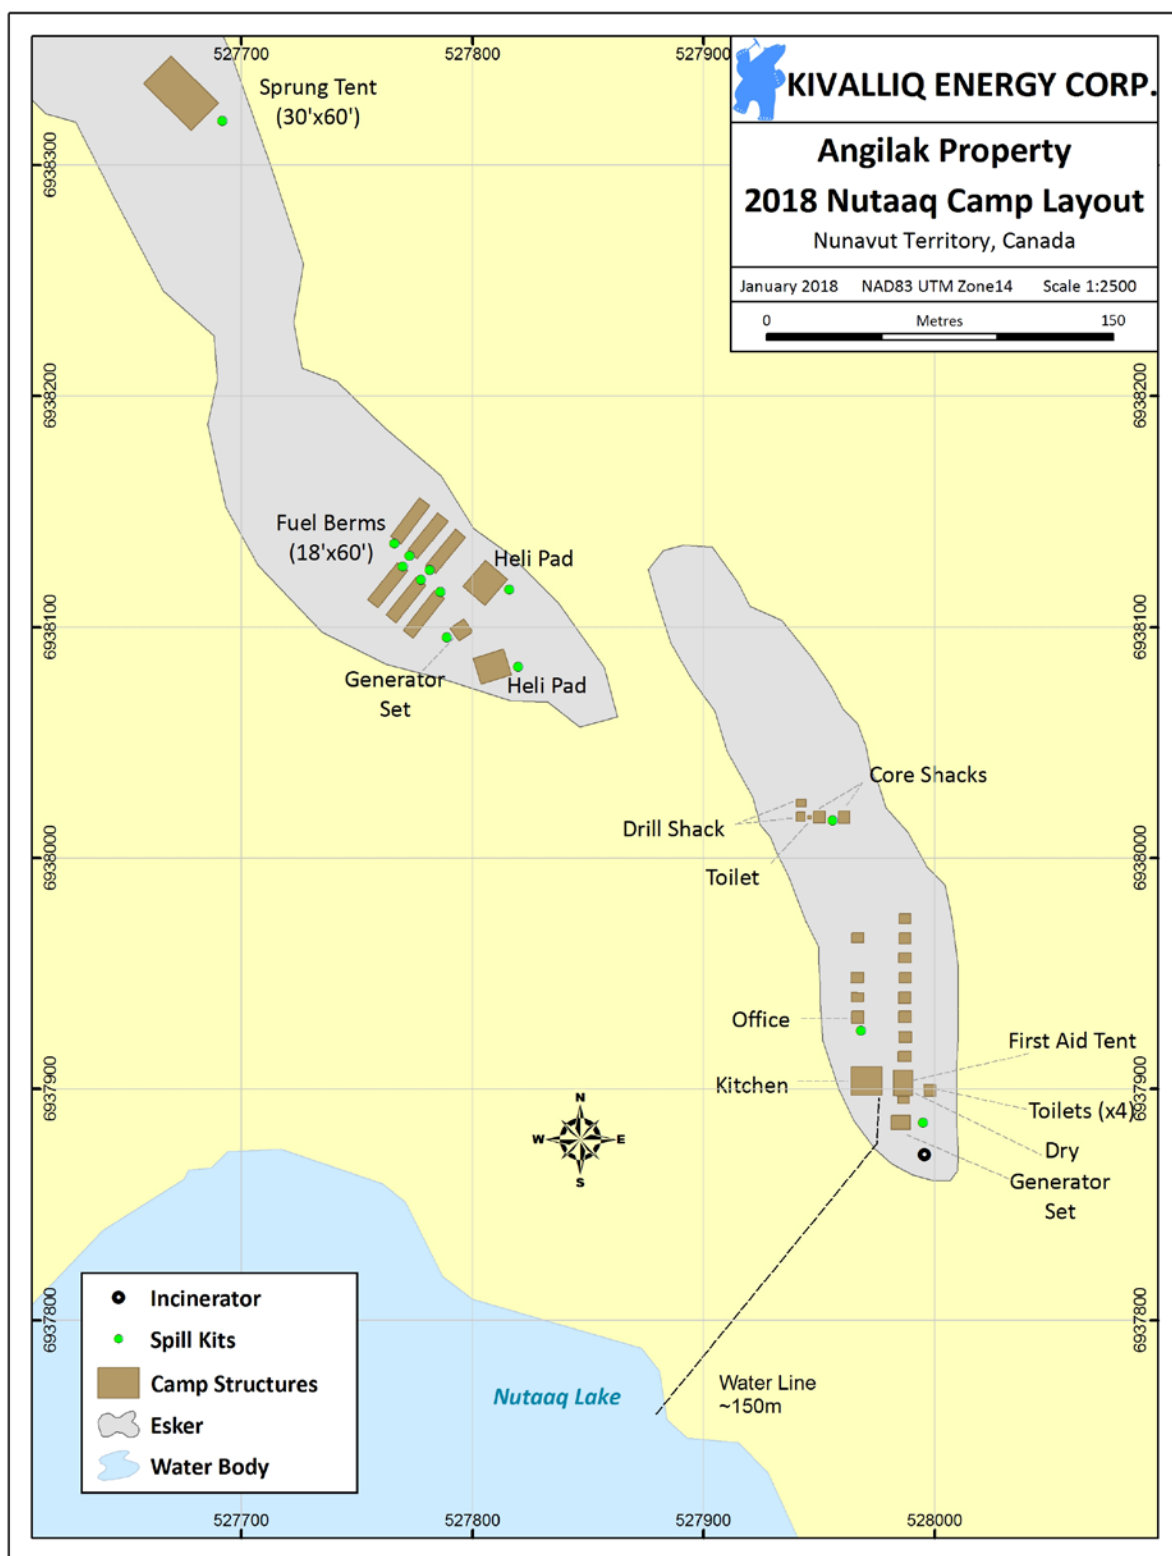 527700
527800
527900
KIVALLIQ ENERGY CORP.
Angilak Property
2018 Nutaaq Camp Layout
Nunavut Territory, Canada
January 2018 NAD83 UTM Zone14 Scale 1:2500
0 Metres 150
Sprung Tent
(30'x60')
6938300
6938200
6938200
Fuel Berms
(18'x60')
Heli Pad
6938100
6938100
Generator
Set
Heli Pad
Core Shacks
Drill Shack
Toilet
6938000
6938000
Office
First Aid Tent
Kitchen
Toilets (x4)
Dry
Generator
Set
6937900
6937900
N
W E
S
6937800
6937800
Incinerator
Spill Kits
Camp Structures
Esker
Water Body
Nutaaq Lake
Water Line
~150m
527700
527800
527900
528000